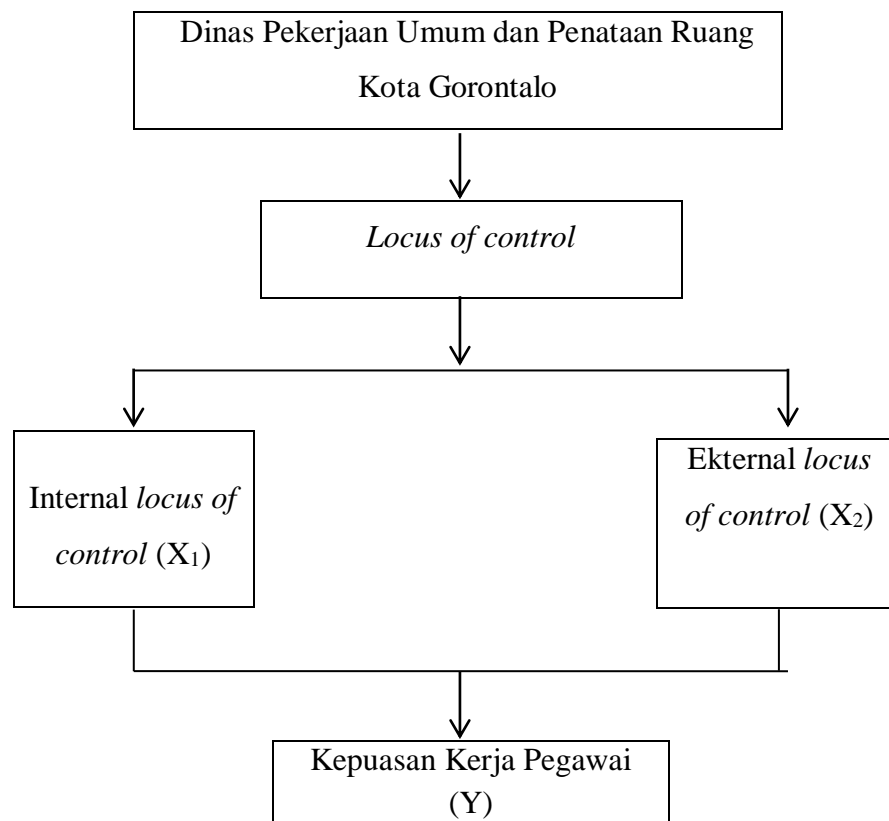 Dinas Pekerjaan Umum dan Penataan Ruang
Kota Gorontalo
Locus of control
Internal locus of
control (X₁)
Ekternal locus
of control (X₂)
Kepuasan Kerja Pegawai
(Y)